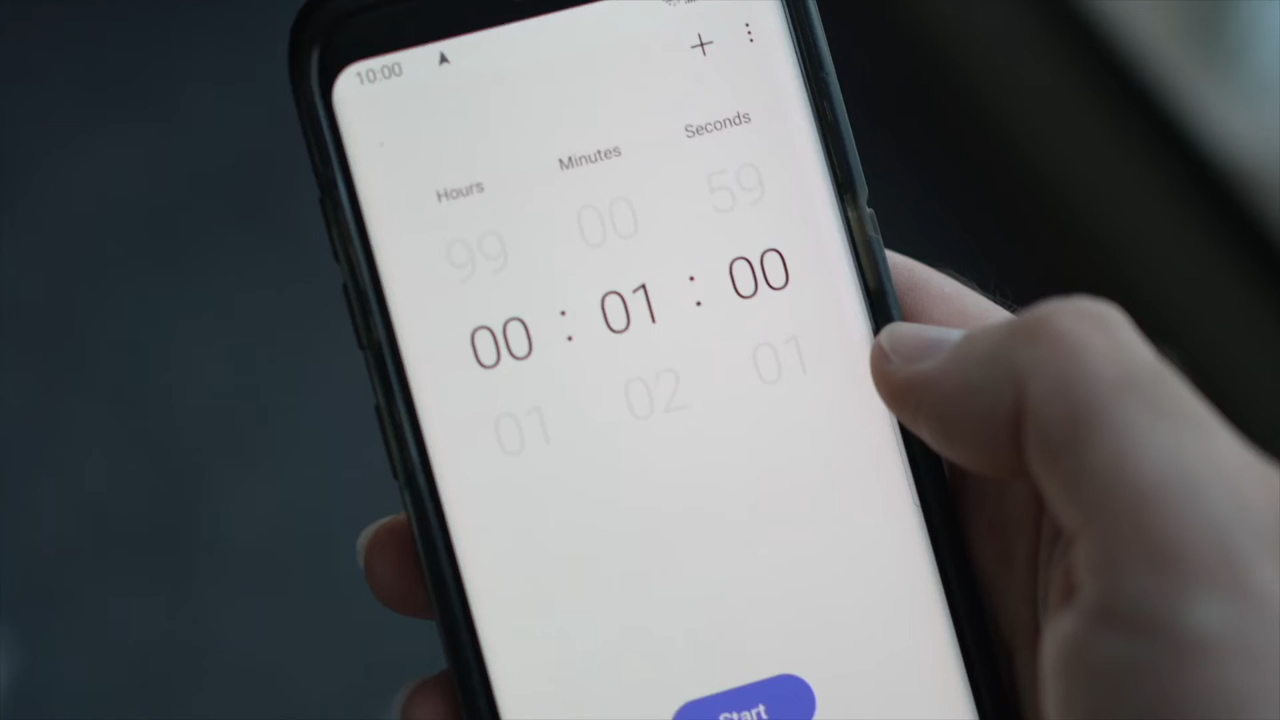 10:00
Hours Minutes Seconds
99 00 59
00 : 01 : 00
01 02 01
Start